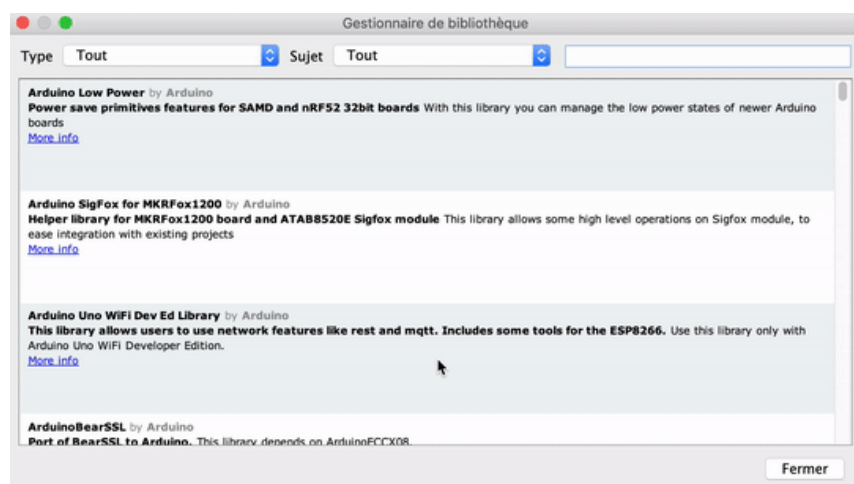 Gestionnaire de bibliothèque
Type Tout Sujet Tout
Arduino Low Power by Arduino
Power save primitives features for SAMD and nRF52 32bit boards With this library you can manage the low power states of newer Arduino
boards
More info
Arduino SigFox for MKRFox1200 by Arduino
Helper library for MKRFox1200 board and ATAB8520E Sigfox module This library allows some high level operations on Sigfox module, to
ease integration with existing projects
More info
Arduino Uno WiFi Dev Ed Library by Arduino
This library allows users to use network features like rest and mqtt. Includes some tools for the ESP8266. Use this library only with
Arduino Uno WiFi Developer Edition.
More info
ArduinoBearSSL by Arduino
Port of BearSSL to Arduino. This library depends on ArduinoECCX08.
Fermer